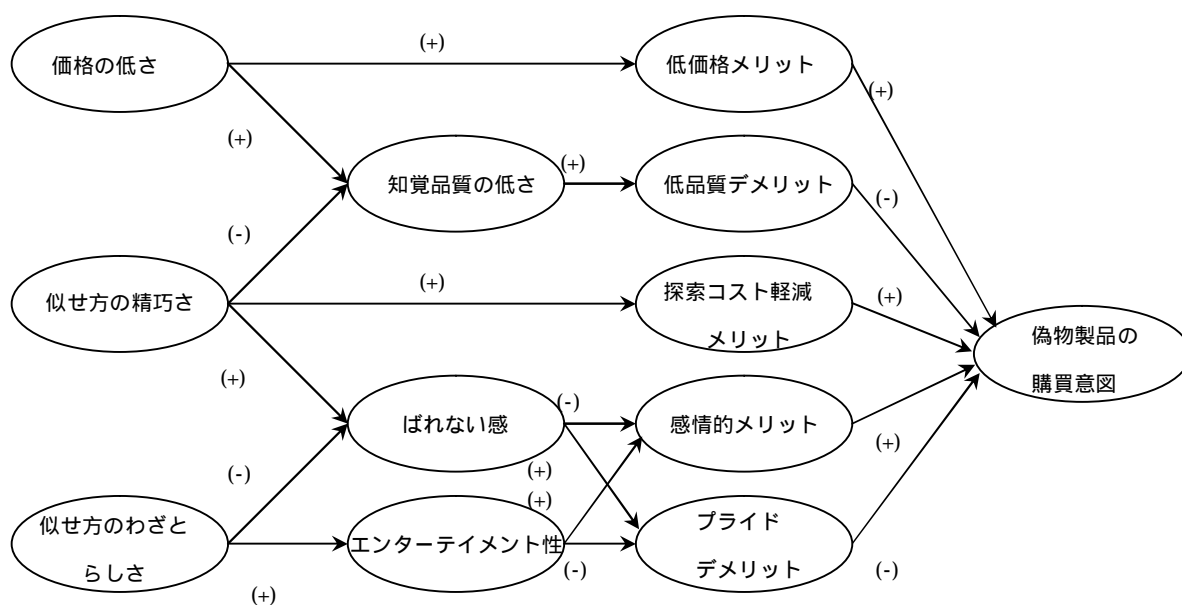 (+)
価格の低さ
低価格メリット
(+)
(+)
(+)
知覚品質の低さ
低品質デメリット
(-)
(-)
(+)
似せ方の精巧さ
探索コスト軽減
メリット
(+)
偽物製品の
購買意図
(+)
(-)
ばれない感
感情的メリット
(+)
(-)
(+)
(+)
似せ方のわざと
らしさ
エンターテイメント性
プライド
デメリット
(-)
(-)
(+)